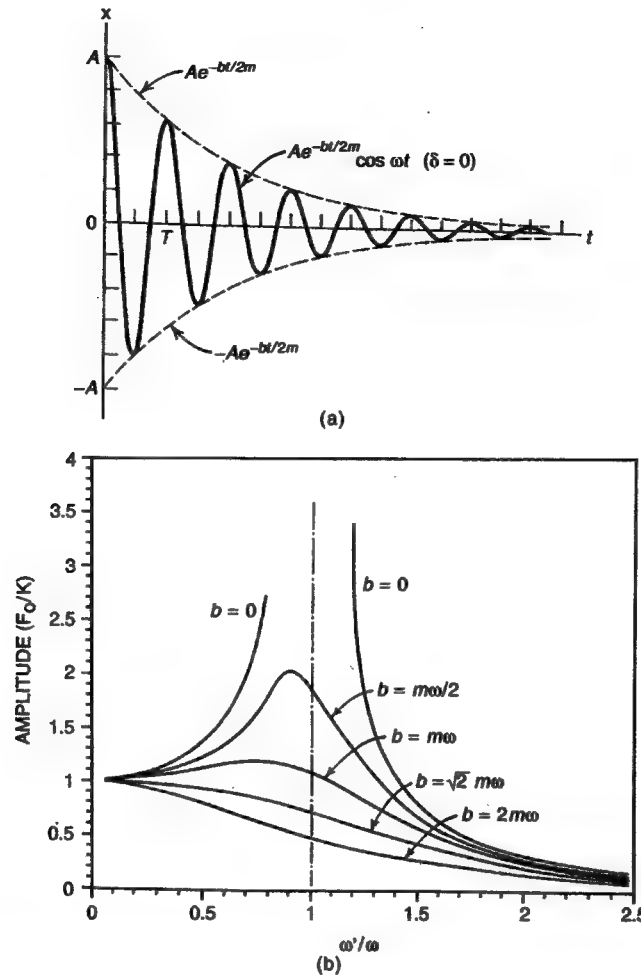 x
A
Ae^{-bt/2m}
Ae^{-bt/2m} cos ωt (δ = 0)
0
T
t
-Ae^{-bt/2m}
-A
(a)
4
3.5
3
2.5
2
1.5
1
0.5
0
AMPLITUDE (F_O/K)
b = 0
b = 0
b = mω/2
b = mω
b = √2 mω
b = 2mω
0 0.5 1 1.5 2 2.5
ω'/ω
(b)